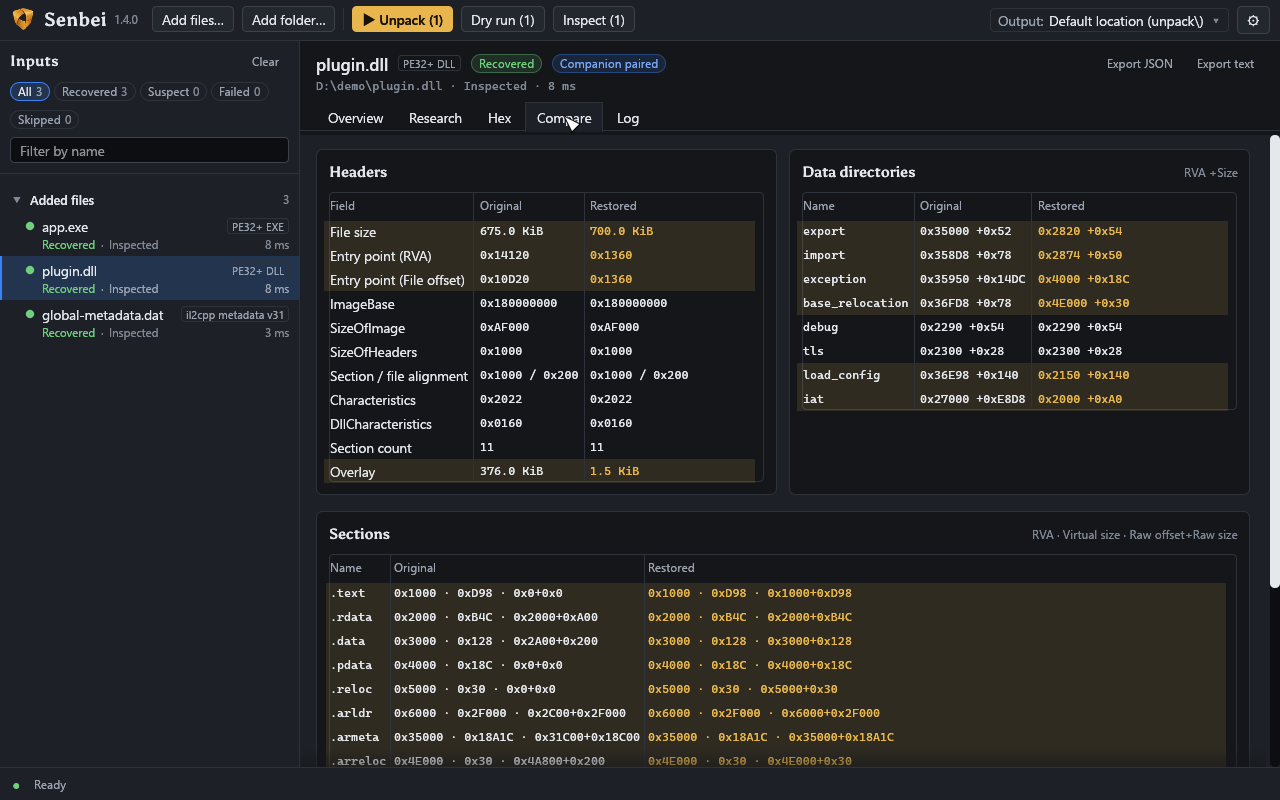 Senbei 1.4.0 Add files... Add folder... Unpack (1) Dry run (1) Inspect (1) Output: Default location (unpack\)
Inputs Clear
All 3 Recovered 3 Suspect 0 Failed 0
Skipped 0
Filter by name
Added files 3
app.exe PE32+ EXE
Recovered · Inspected 8 ms
plugin.dll PE32+ DLL
Recovered · Inspected 8 ms
global-metadata.dat il2cpp metadata v31
Recovered · Inspected 3 ms
plugin.dll PE32+ DLL Recovered Companion paired Export JSON Export text
D:\demo\plugin.dll · Inspected · 8 ms
Overview Research Hex Compare Log
Headers
Field Original Restored
File size 675.0 KiB 700.0 KiB
Entry point (RVA) 0x14120 0x1360
Entry point (File offset) 0x10D20 0x1360
ImageBase 0x180000000 0x180000000
SizeOfImage 0xAF000 0xAF000
SizeOfHeaders 0x1000 0x1000
Section / file alignment 0x1000 / 0x200 0x1000 / 0x200
Characteristics 0x2022 0x2022
DllCharacteristics 0x0160 0x0160
Section count 11 11
Overlay 376.0 KiB 1.5 KiB
Data directories RVA +Size
Name Original Restored
export 0x35000 +0x52 0x2820 +0x54
import 0x358D8 +0x78 0x2874 +0x50
exception 0x35950 +0x14DC 0x4000 +0x18C
base_relocation 0x36FD8 +0x78 0x4E000 +0x30
debug 0x2290 +0x54 0x2290 +0x54
tls 0x2300 +0x28 0x2300 +0x28
load_config 0x36E98 +0x140 0x2150 +0x140
iat 0x27000 +0xE8D8 0x2000 +0xA0
Sections RVA · Virtual size · Raw offset+Raw size
Name Original Restored
.text 0x1000 · 0xD98 · 0x0+0x0 0x1000 · 0xD98 · 0x1000+0xD98
.rdata 0x2000 · 0xB4C · 0x2000+0xA00 0x2000 · 0xB4C · 0x2000+0xB4C
.data 0x3000 · 0x128 · 0x2A00+0x200 0x3000 · 0x128 · 0x3000+0x128
.pdata 0x4000 · 0x18C · 0x0+0x0 0x4000 · 0x18C · 0x4000+0x18C
.reloc 0x5000 · 0x30 · 0x0+0x0 0x5000 · 0x30 · 0x5000+0x30
.arldr 0x6000 · 0x2F000 · 0x2C00+0x2F000 0x6000 · 0x2F000 · 0x6000+0x2F000
.armeta 0x35000 · 0x18A1C · 0x31C00+0x18C00 0x35000 · 0x18A1C · 0x35000+0x18A1C
.arreloc 0x4E000 · 0x30 · 0x4A800+0x200 0x4E000 · 0x30 · 0x4E000+0x30
Ready